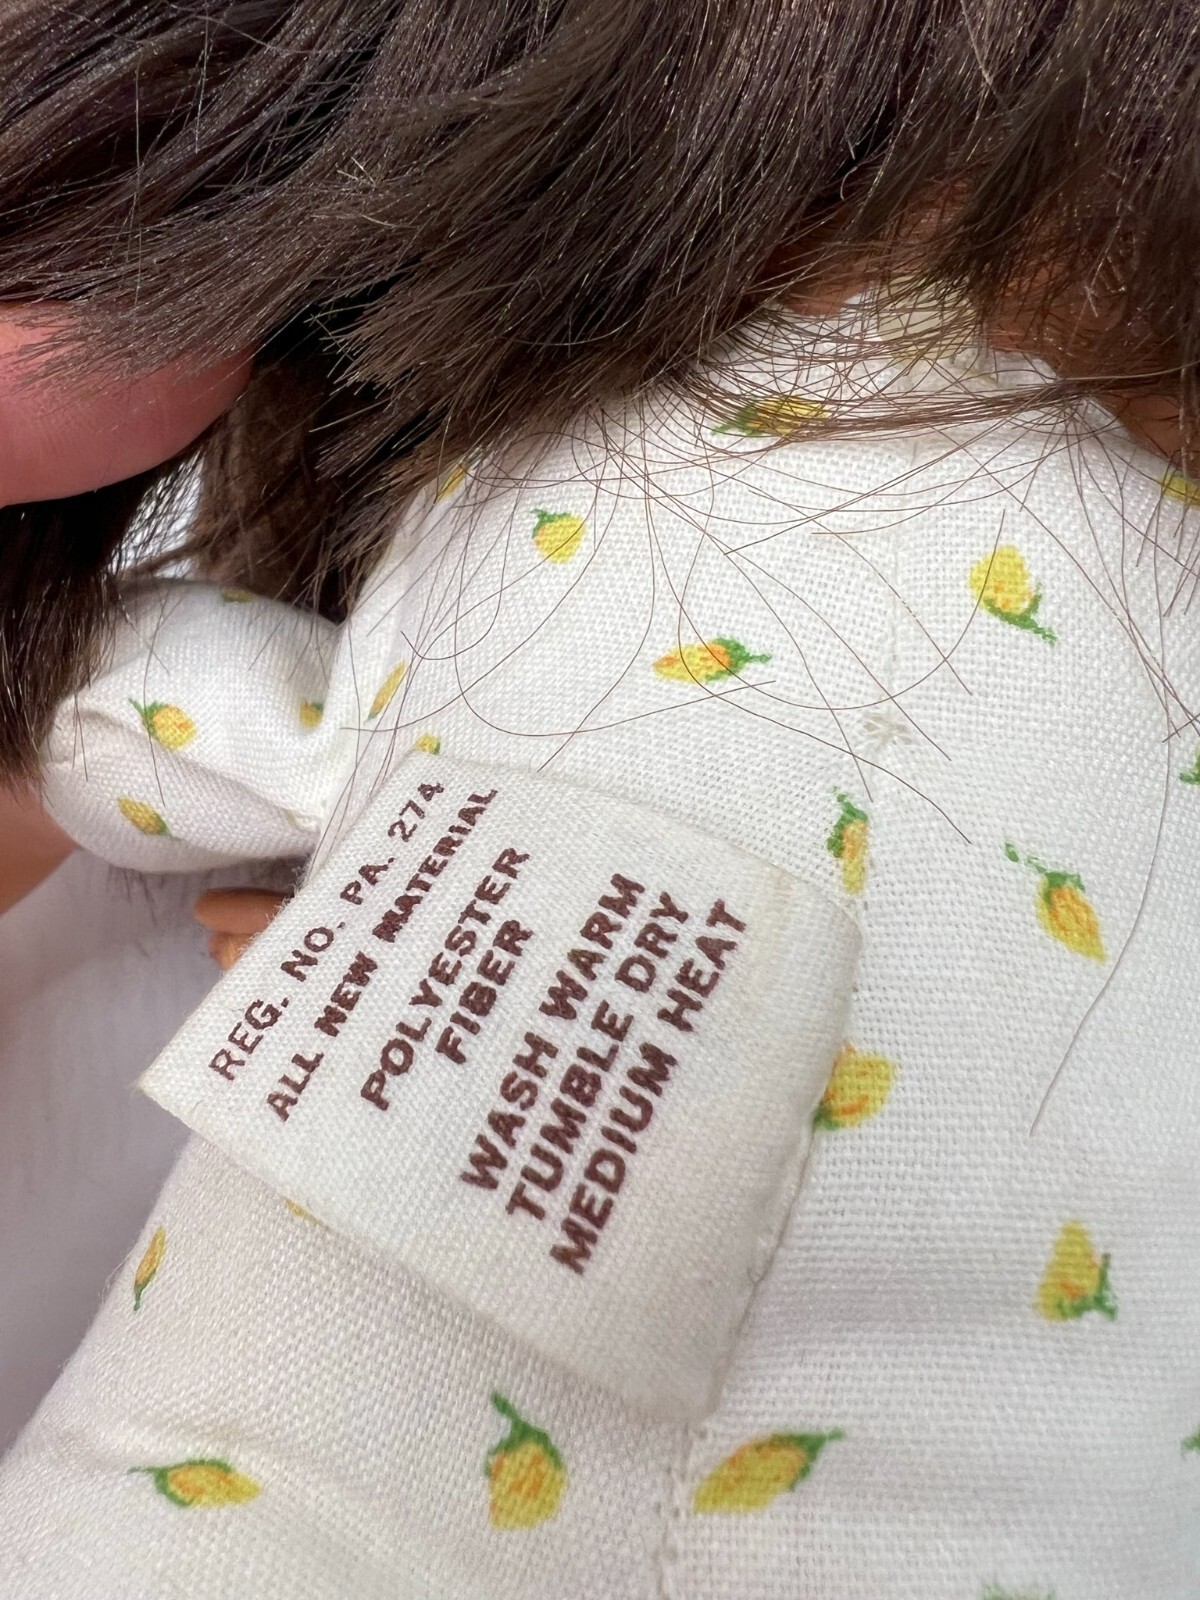 REG. NO. PA. 274
ALL NEW MATERIAL
POLYESTER
FIBER
WASH WARM
TUMBLE DRY
MEDIUM HEAT